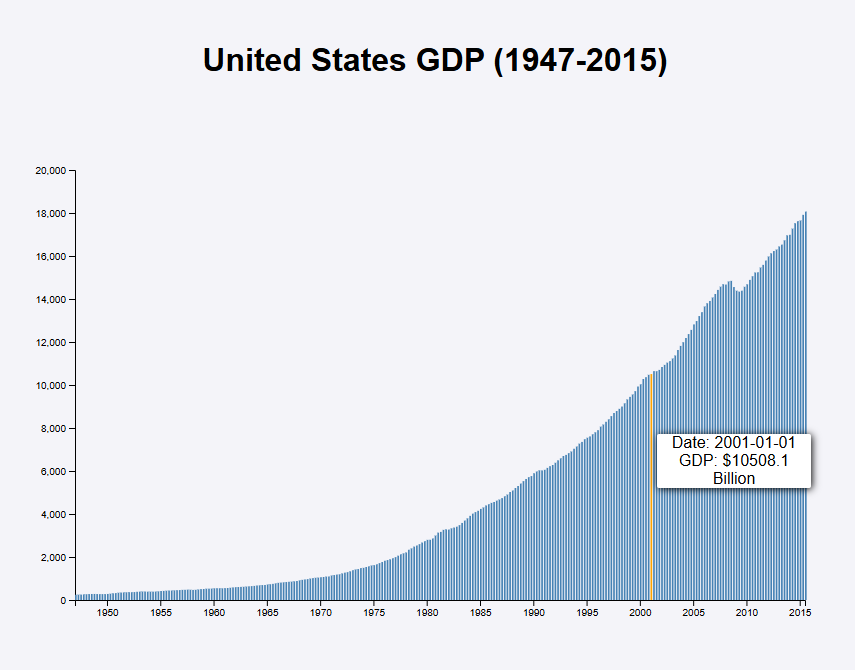 United States GDP (1947-2015)
20,000
18,000
16,000
14,000
12,000
10,000
8,000
6,000
4,000
2,000
0
Date: 2001-01-01
GDP: $10508.1
Billion
1950 1955 1960 1965 1970 1975 1980 1985 1990 1995 2000 2005 2010 2015